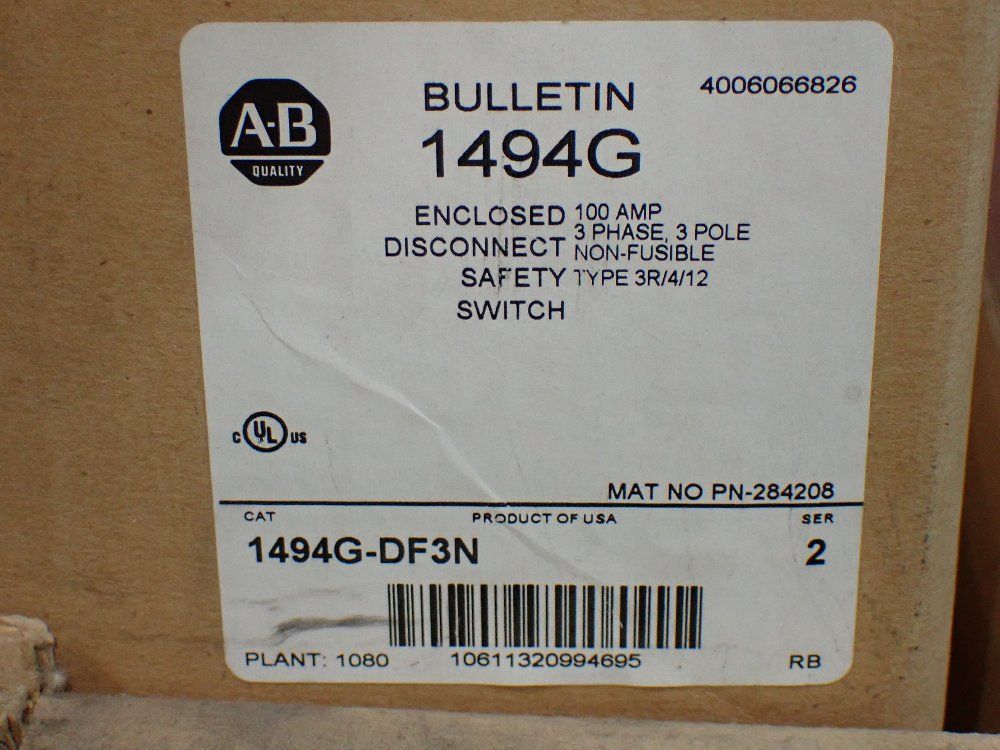 A-B
QUALITY
BULLETIN
1494G
4006066826
ENCLOSED
DISCONNECT
SAFETY
SWITCH
100 AMP
3 PHASE, 3 POLE
NON-FUSIBLE
TYPE 3R/4/12
C UL US
MAT NO PN-284208
CAT PRODUCT OF USA SER
1494G-DF3N 2
PLANT: 1080 10611320994695 RB